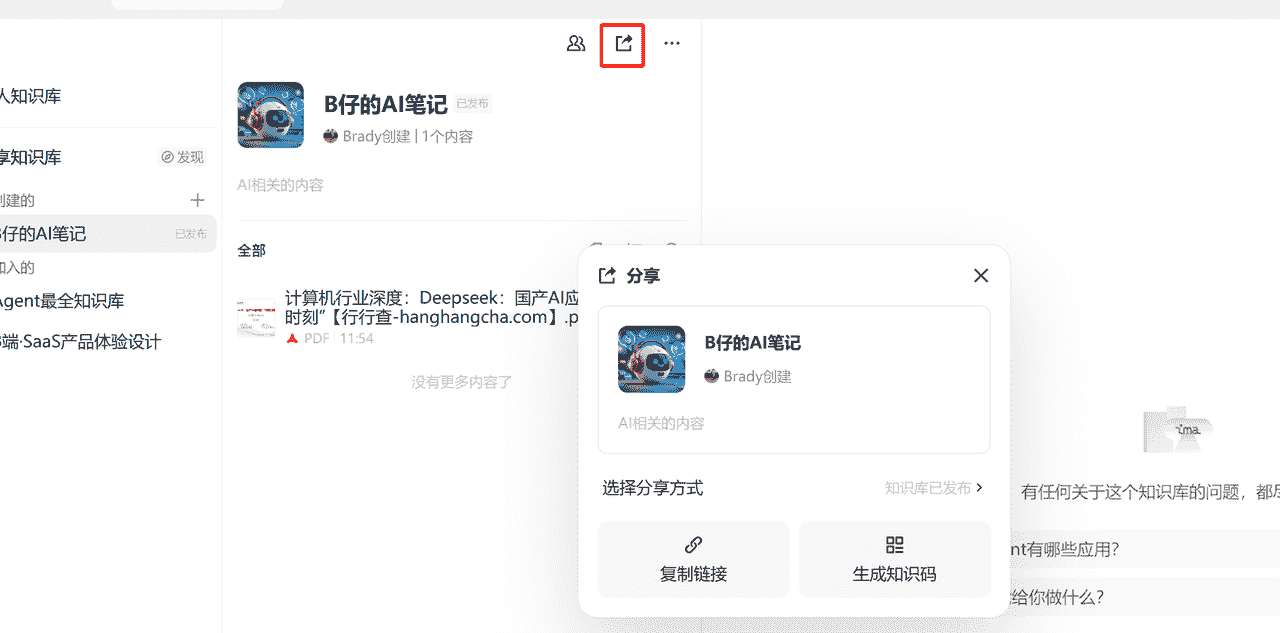 人知识库
享知识库
发现
创建的
B仔的AI笔记
已发布
加入的
Agent最全知识库
B端·SaaS产品体验设计
B仔的AI笔记
已发布
Brady创建 | 1个内容
AI相关的内容
全部
计算机行业深度：Deepseek：国产AI应
时刻”【行行查-hanghangcha.com】.p
PDF 11:54
没有更多内容了
分享
B仔的AI笔记
Brady创建
AI相关的内容
选择分享方式
知识库已发布
复制链接
生成知识码
ima.
有任何关于这个知识库的问题，都尽
nt有哪些应用？
给你做什么？